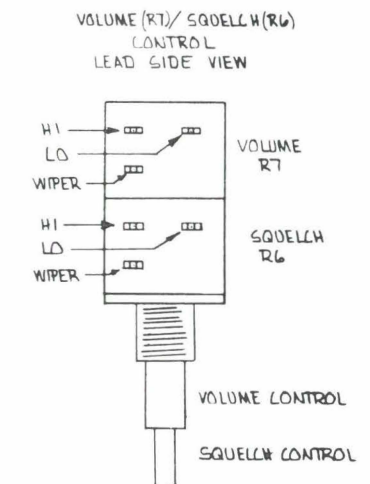 VOLUME (R7)/ SQUELCH (R6)
CONTROL
LEAD SIDE VIEW
HI
LO
WIPER
VOLUME
R7
HI
LO
WIPER
SQUELCH
R6
VOLUME CONTROL
SQUELCH CONTROL